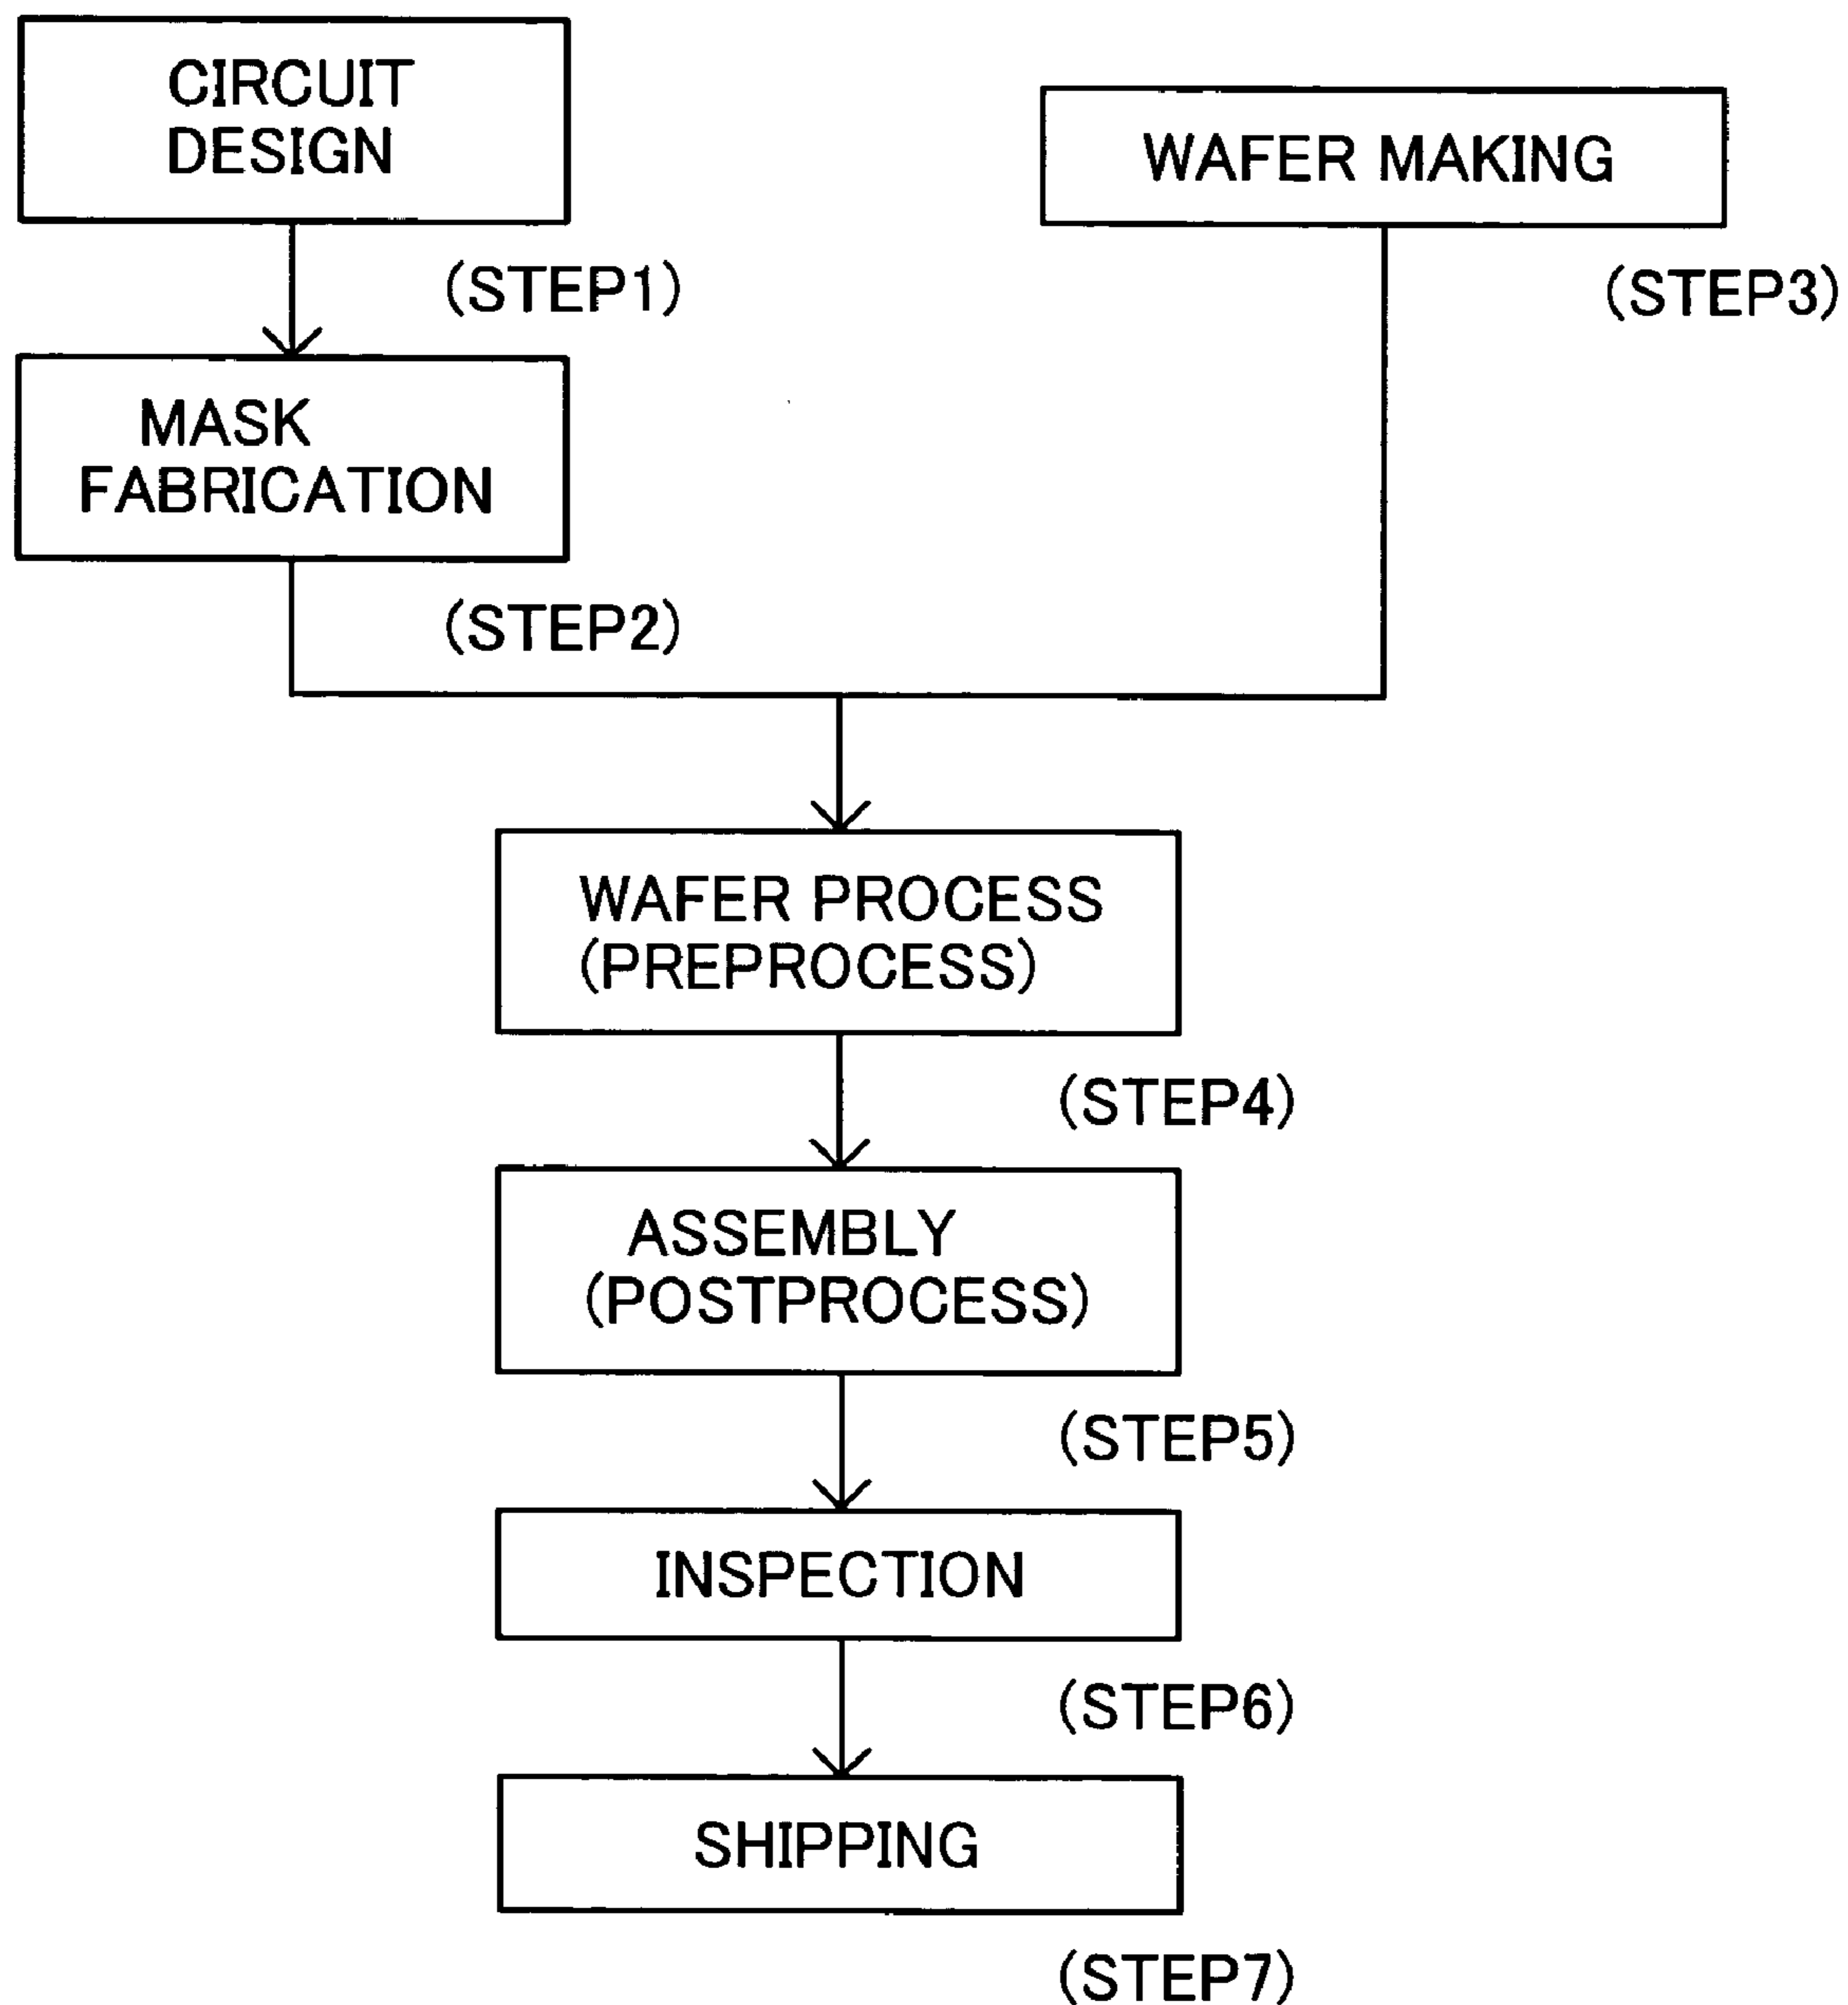 CIRCUIT
DESIGN
(STEP1)
MASK
FABRICATION
(STEP2)
WAFER MAKING
(STEP3)
WAFER PROCESS
(PREPROCESS)
(STEP4)
ASSEMBLY
(POSTPROCESS)
(STEP5)
INSPECTION
(STEP6)
SHIPPING
(STEP7)